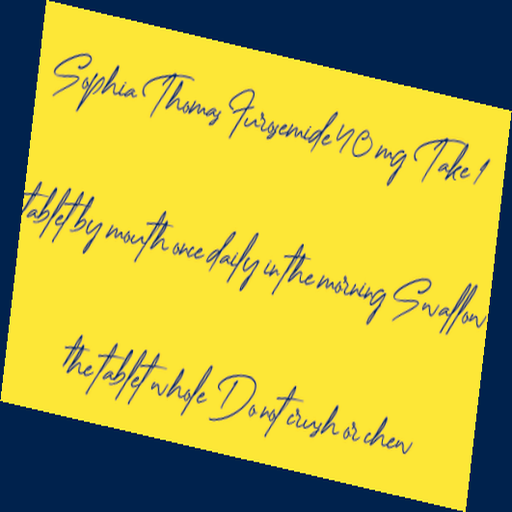 Sophia Thomas Furosemide 40 mg Take 1
tablet by mouth once daily in the morning Swallow
the tablet whole Do not crush or chew